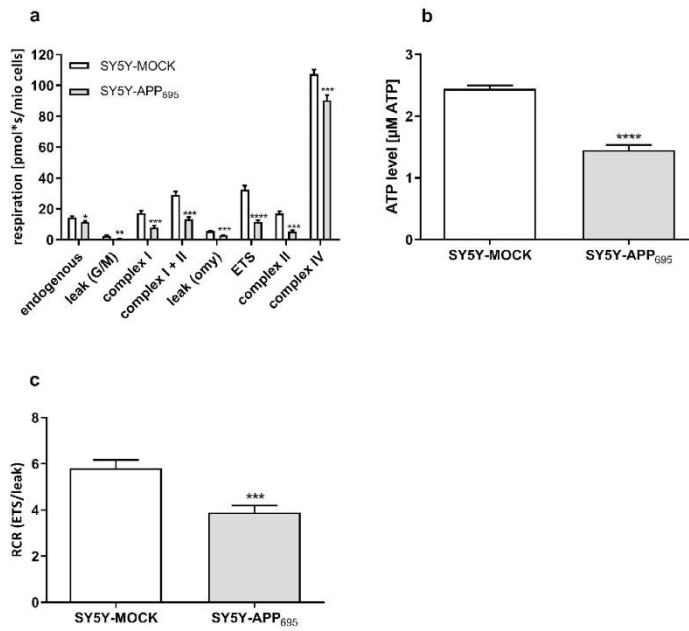 a
respiration [pmol*s/mio cells]
120
100
80
60
40
20
0
SY5Y-MOCK
SY5Y-APP695
*
**
***
***
***
****
***
***
endogenous
leak (G/M)
complex I
complex I + II
leak (omy)
ETS
complex II
complex IV
b
ATP level [µM ATP]
3
2
1
0
****
SY5Y-MOCK
SY5Y-APP695
c
RCR (ETS/leak)
8
6
4
2
0
***
SY5Y-MOCK
SY5Y-APP695